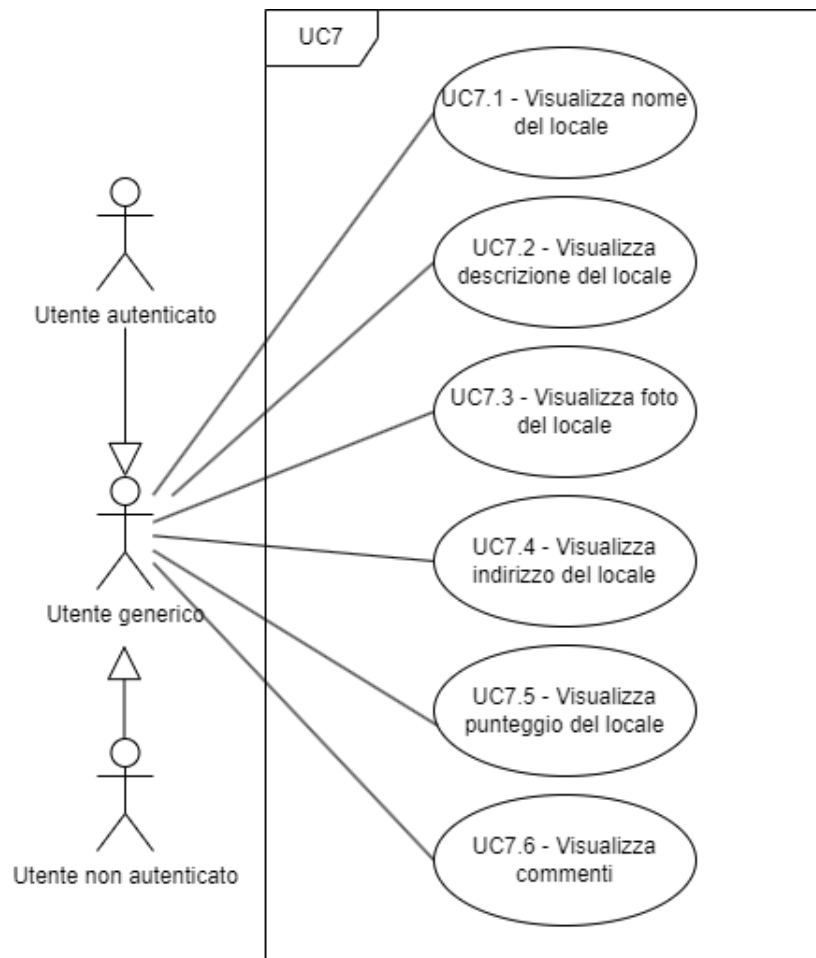 UC7
UC7.1 - Visualizza nome
del locale
UC7.2 - Visualizza
descrizione del locale
Utente autenticato
UC7.3 - Visualizza foto
del locale
UC7.4 - Visualizza
indirizzo del locale
Utente generico
UC7.5 - Visualizza
punteggio del locale
UC7.6 - Visualizza
commenti
Utente non autenticato